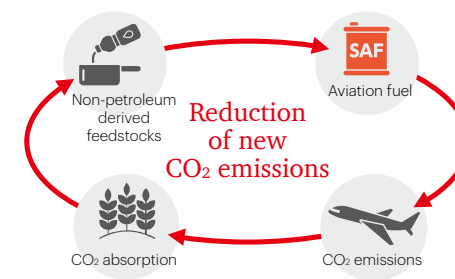 SAF
Non-petroleum
derived
feedstocks
Aviation fuel
Reduction
of new
CO₂ emissions
CO₂ absorption
CO₂ emissions